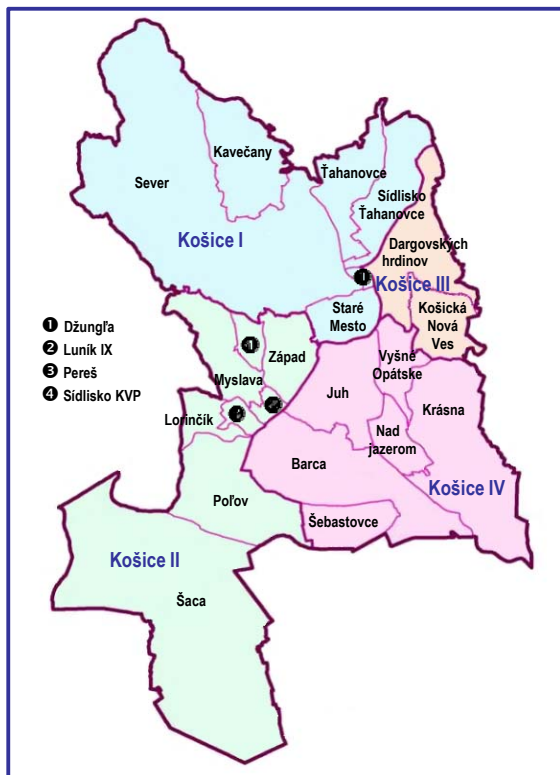 Kavečany
Ťahanovce
Sever
Sídlisko
Ťahanovce
Košice I
Dargovských
hrdinov
Košice III
❶ Džungľa
❷ Luník IX
❸ Pereš
❹ Sídlisko KVP
Staré
Mesto
Košická
Nová
Ves
Západ
Vyšné
Opátske
Myslava
Juh
Krásna
Lorinčík
Nad
jazerom
Barca
Košice IV
Poľov
Šebastovce
Košice II
Šaca